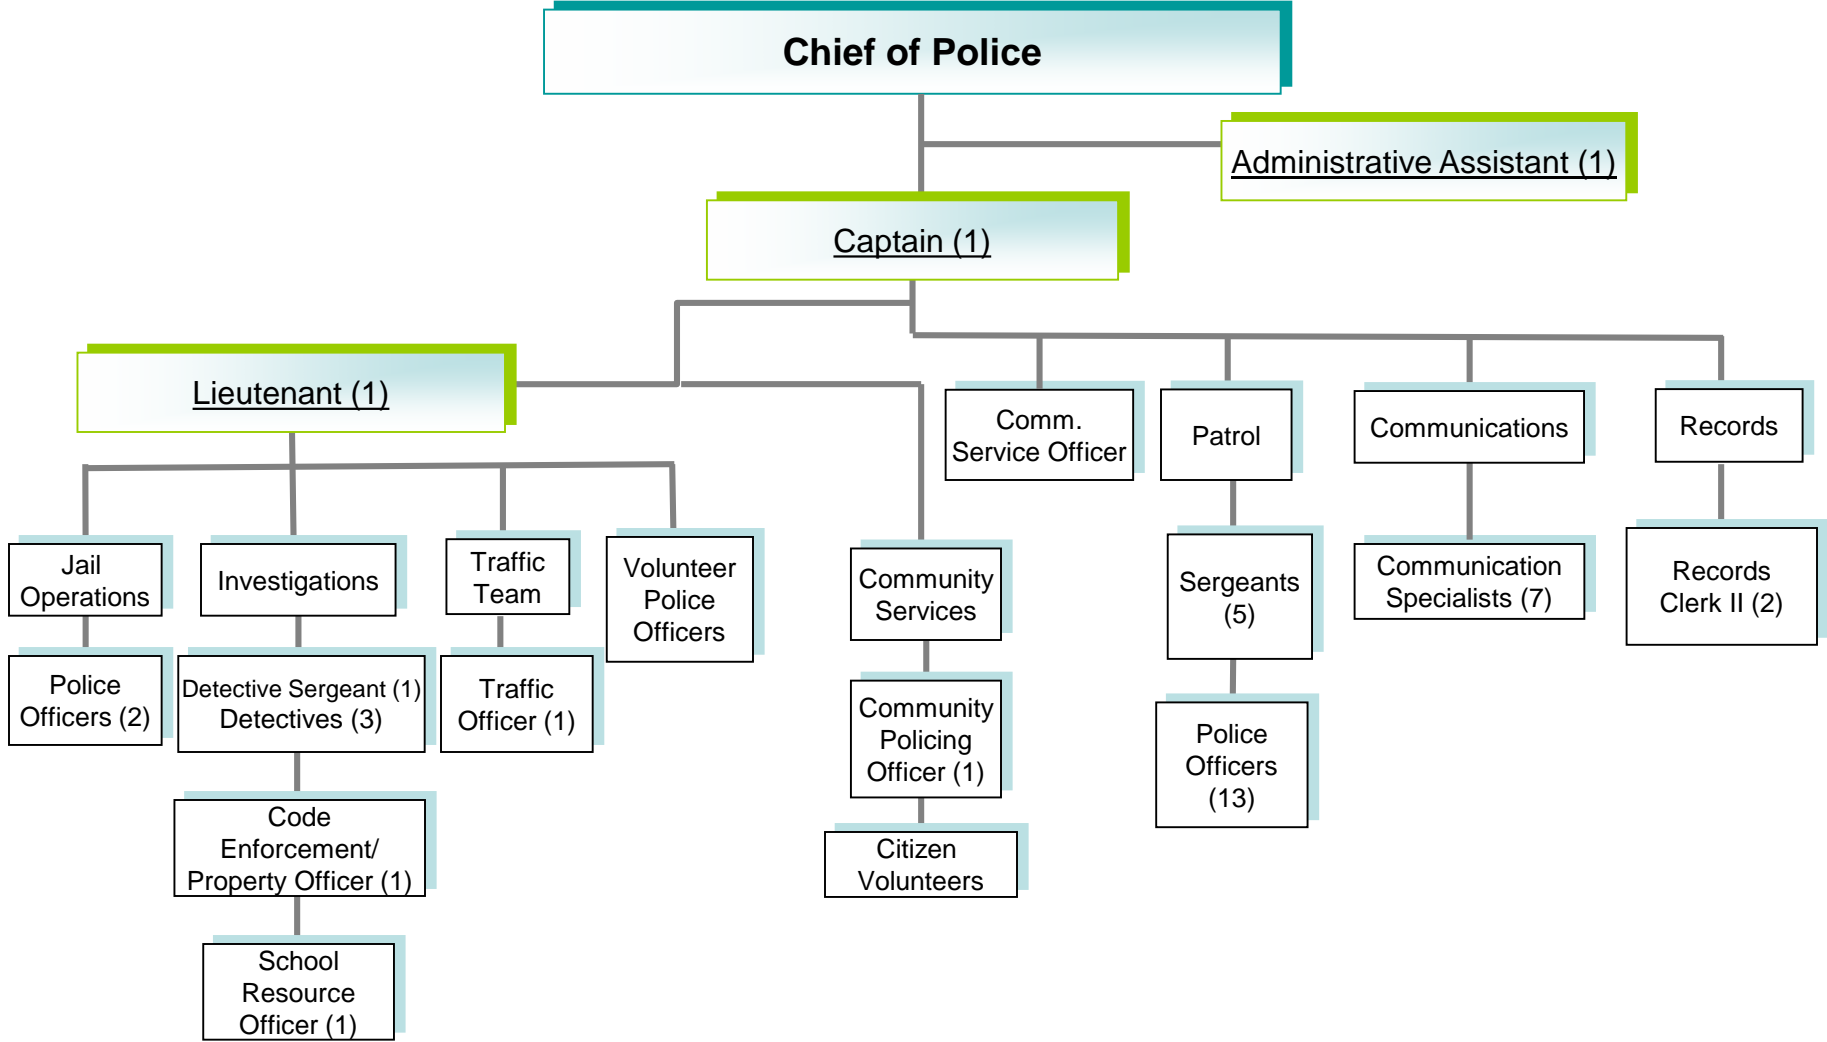 Chief of Police
Administrative Assistant (1)
Captain (1)
Lieutenant (1)
Comm.
Service Officer
Patrol
Communications
Records
Jail
Operations
Investigations
Traffic
Team
Volunteer
Police
Officers
Community
Services
Sergeants
(5)
Communication
Specialists (7)
Records
Clerk II (2)
Police
Officers (2)
Detective Sergeant (1)
Detectives (3)
Traffic
Officer (1)
Community
Policing
Officer (1)
Police
Officers
(13)
Code
Enforcement/
Property Officer (1)
Citizen
Volunteers
School
Resource
Officer (1)